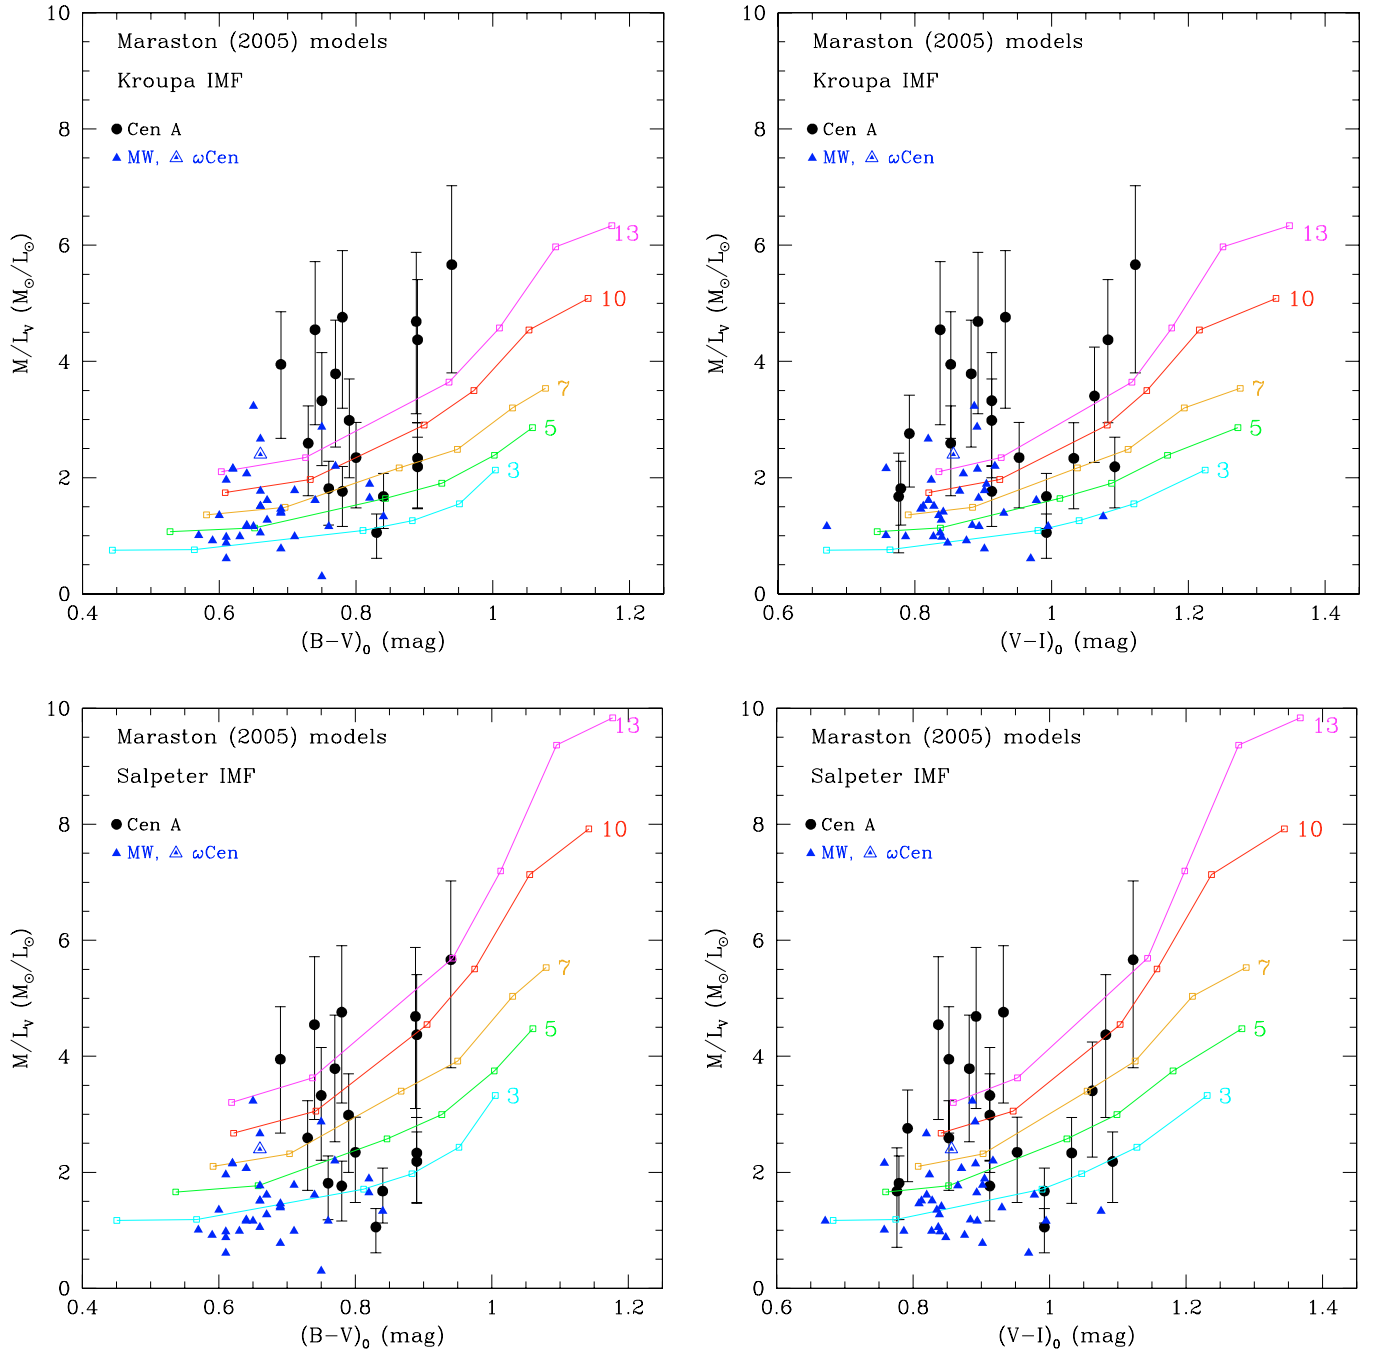 10
Maraston (2005) models
Kroupa IMF
8
Cen A
MW, ωCen
M/L_V (M_⊙/L_⊙)
6
13
10
4
7
5
2
3
0
0.4 0.6 0.8 1 1.2
(B-V)₀ (mag)
10
Maraston (2005) models
Kroupa IMF
8
Cen A
MW, ωCen
M/L_V (M_⊙/L_⊙)
6
13
10
4
7
5
2
3
0
0.6 0.8 1 1.2 1.4
(V-I)₀ (mag)
10
Maraston (2005) models
13
Salpeter IMF
8
10
Cen A
MW, ωCen
M/L_V (M_⊙/L_⊙)
6
7
5
4
3
2
0
0.4 0.6 0.8 1 1.2
(B-V)₀ (mag)
10
Maraston (2005) models
13
Salpeter IMF
8
10
Cen A
MW, ωCen
M/L_V (M_⊙/L_⊙)
6
7
5
4
3
2
0
0.6 0.8 1 1.2 1.4
(V-I)₀ (mag)